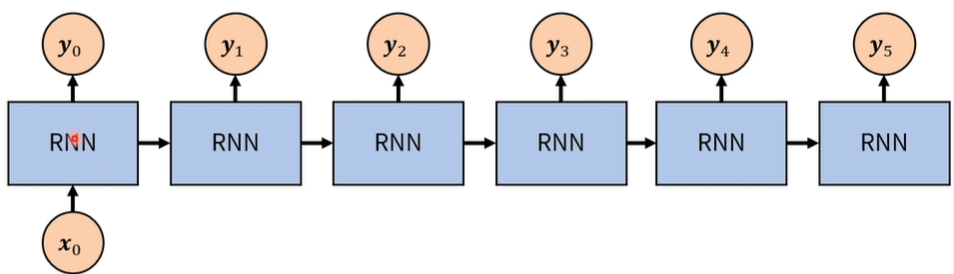 y₀ y₁ y₂ y₃ y₄ y₅
RNN RNN RNN RNN RNN RNN
x₀